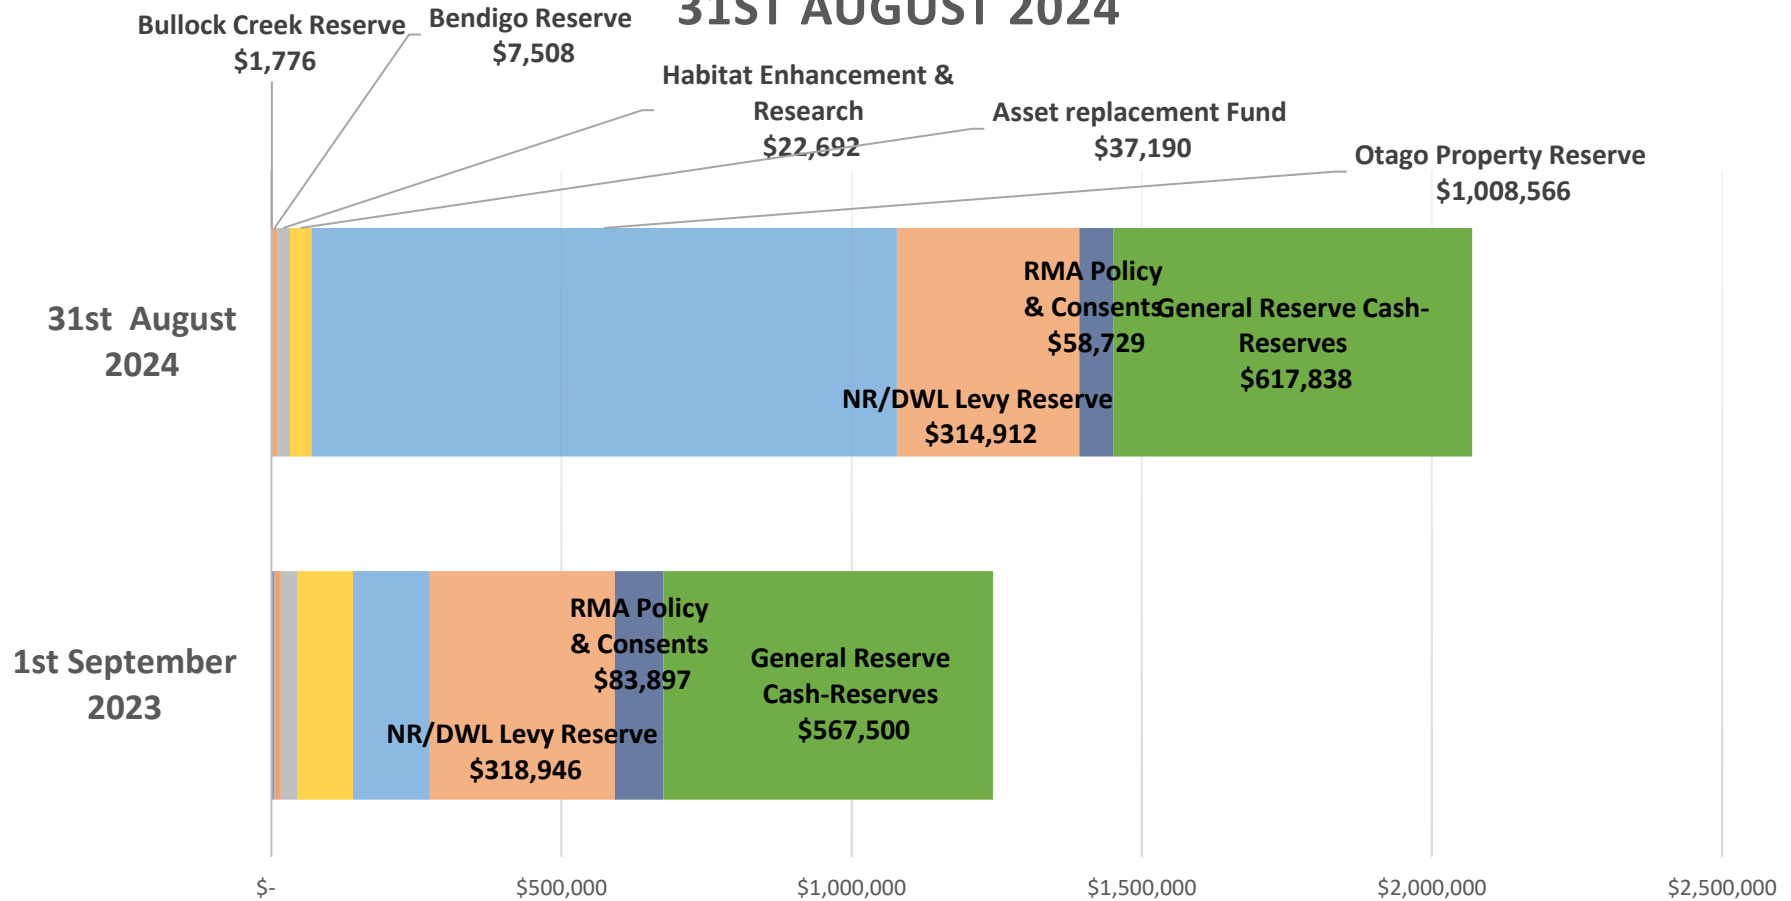 31ST AUGUST 2024
Bullock Creek Reserve
$1,776
Bendigo Reserve
$7,508
Habitat Enhancement &
Research
$22,692
Asset replacement Fund
$37,190
Otago Property Reserve
$1,008,566
31st August
2024
RMA Policy
& Consents
$58,729
General Reserve Cash-
Reserves
$617,838
NR/DWL Levy Reserve
$314,912
1st September
2023
RMA Policy
& Consents
$83,897
General Reserve
Cash-Reserves
$567,500
NR/DWL Levy Reserve
$318,946
$-
$500,000
$1,000,000
$1,500,000
$2,000,000
$2,500,000